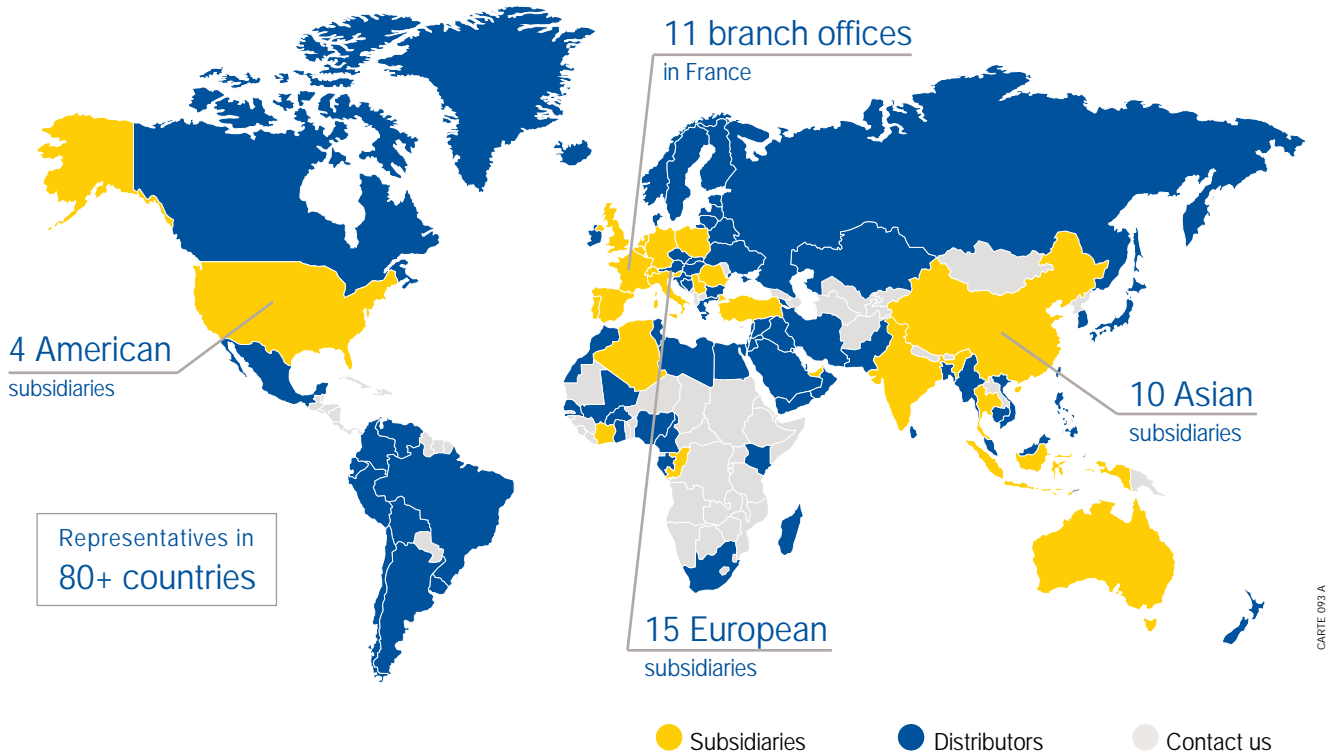 11 branch offices
in France
4 American
subsidiaries
10 Asian
subsidiaries
Representatives in
80+ countries
15 European
subsidiaries
CARTE 093 A
Subsidiaries
Distributors
Contact us